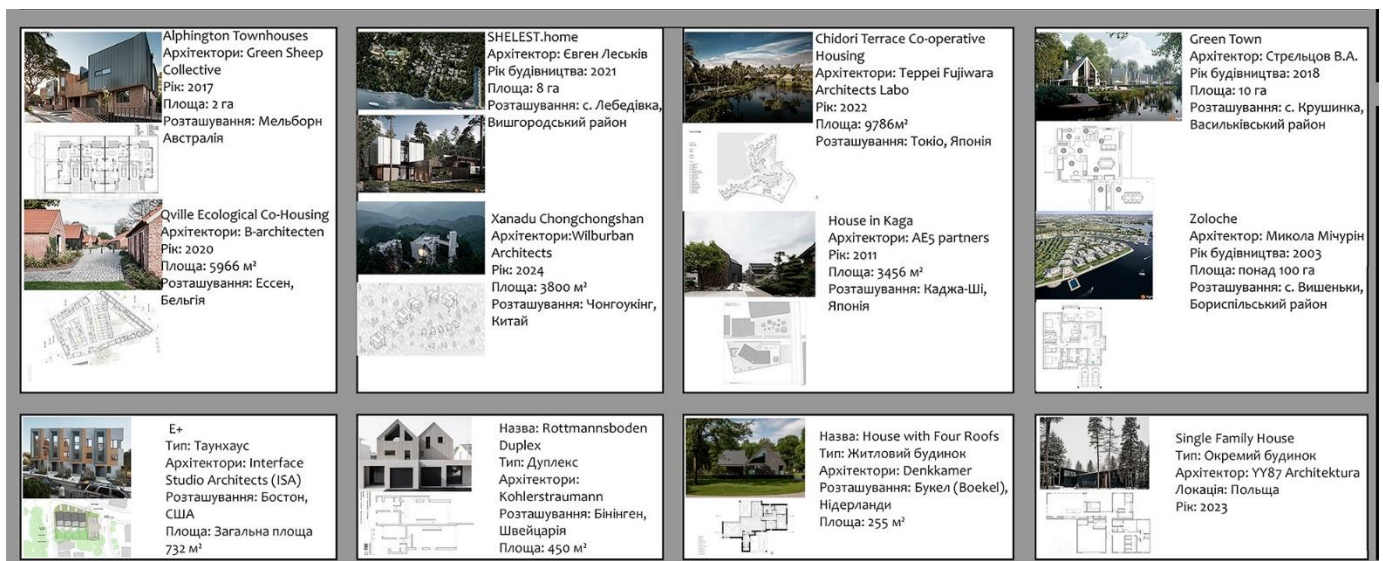 Alphington Townhouses
Архітектори: Green Sheep
Collective
Рік: 2017
Площа: 2 га
Розташування: Мельборн
Австралія
Qville Ecological Co-Housing
Архітектори: B-architecten
Рік: 2020
Площа: 5966 м²
Розташування: Ессен,
Бельгія
SHELEST.home
Архітектор: Євген Леськів
Рік будівництва: 2021
Площа: 8 га
Розташування: с. Лебедівка,
Вишгородський район
Xanadu Chongchongshan
Архітектори:Wilburban
Architects
Рік: 2024
Площа: 3800 м²
Розташування: Чонгоукінг,
Китай
Chidori Terrace Co-operative
Housing
Архітектори: Teppei Fujiwara
Architects Labo
Рік: 2022
Площа: 9786м²
Розташування: Токіо, Японія
House in Kaga
Архітектори: AE5 partners
Рік: 2011
Площа: 3456 м²
Розташування: Каджа-Ші,
Японія
Green Town
Архітектор: Стрєльцов В.А.
Рік будівництва: 2018
Площа: 10 га
Розташування: с. Крушинка,
Васильківський район
Zoloche
Архітектор: Микола Мічурін
Рік будівництва: 2003
Площа: понад 100 га
Розташування: с. Вишеньки,
Бориспільський район
E+
Тип: Таунхаус
Архітектори: Interface
Studio Architects (ISA)
Розташування: Бостон,
США
Площа: Загальна площа
732 м²
Назва: Rottmannsboden
Duplex
Тип: Дуплекс
Архітектори:
Kohlerstraumann
Розташування: Бінінген,
Швейцарія
Площа: 450 м²
Назва: House with Four Roofs
Тип: Житловий будинок
Архітектори: Denkkamer
Розташування: Букел (Boekel),
Нідерланди
Площа: 255 м²
Single Family House
Тип: Окремий будинок
Архітектор: YY87 Architektura
Локація: Польща
Рік: 2023